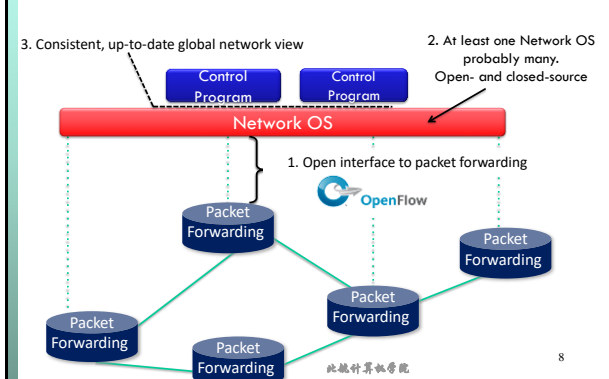 3. Consistent, up-to-date global network view
2. At least one Network OS
probably many.
Open- and closed-source
Control
Program
Control
Program
Network OS
1. Open interface to packet forwarding
OpenFlow
Packet
Forwarding
Packet
Forwarding
Packet
Forwarding
Packet
Forwarding
Packet
Forwarding
北航计算机学院
8